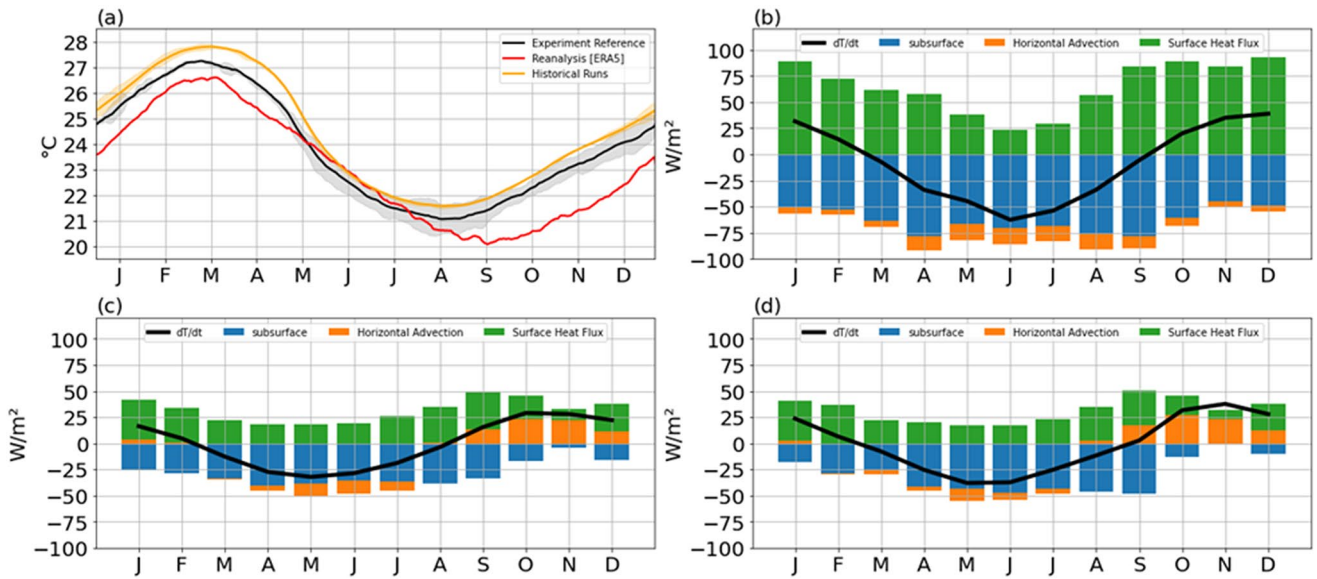 (a)
28
27
26
25
24
23
22
21
20
°C
Experiment Reference
Reanalysis [ERA5]
Historical Runs
J F M A M J J A S O N D
(b)
100
75
50
25
0
−25
−50
−75
−100
W/m²
dT/dt subsurface Horizontal Advection Surface Heat Flux
J F M A M J J A S O N D
(c)
100
75
50
25
0
−25
−50
−75
−100
W/m²
dT/dt subsurface Horizontal Advection Surface Heat Flux
J F M A M J J A S O N D
(d)
100
75
50
25
0
−25
−50
−75
−100
W/m²
dT/dt subsurface Horizontal Advection Surface Heat Flux
J F M A M J J A S O N D